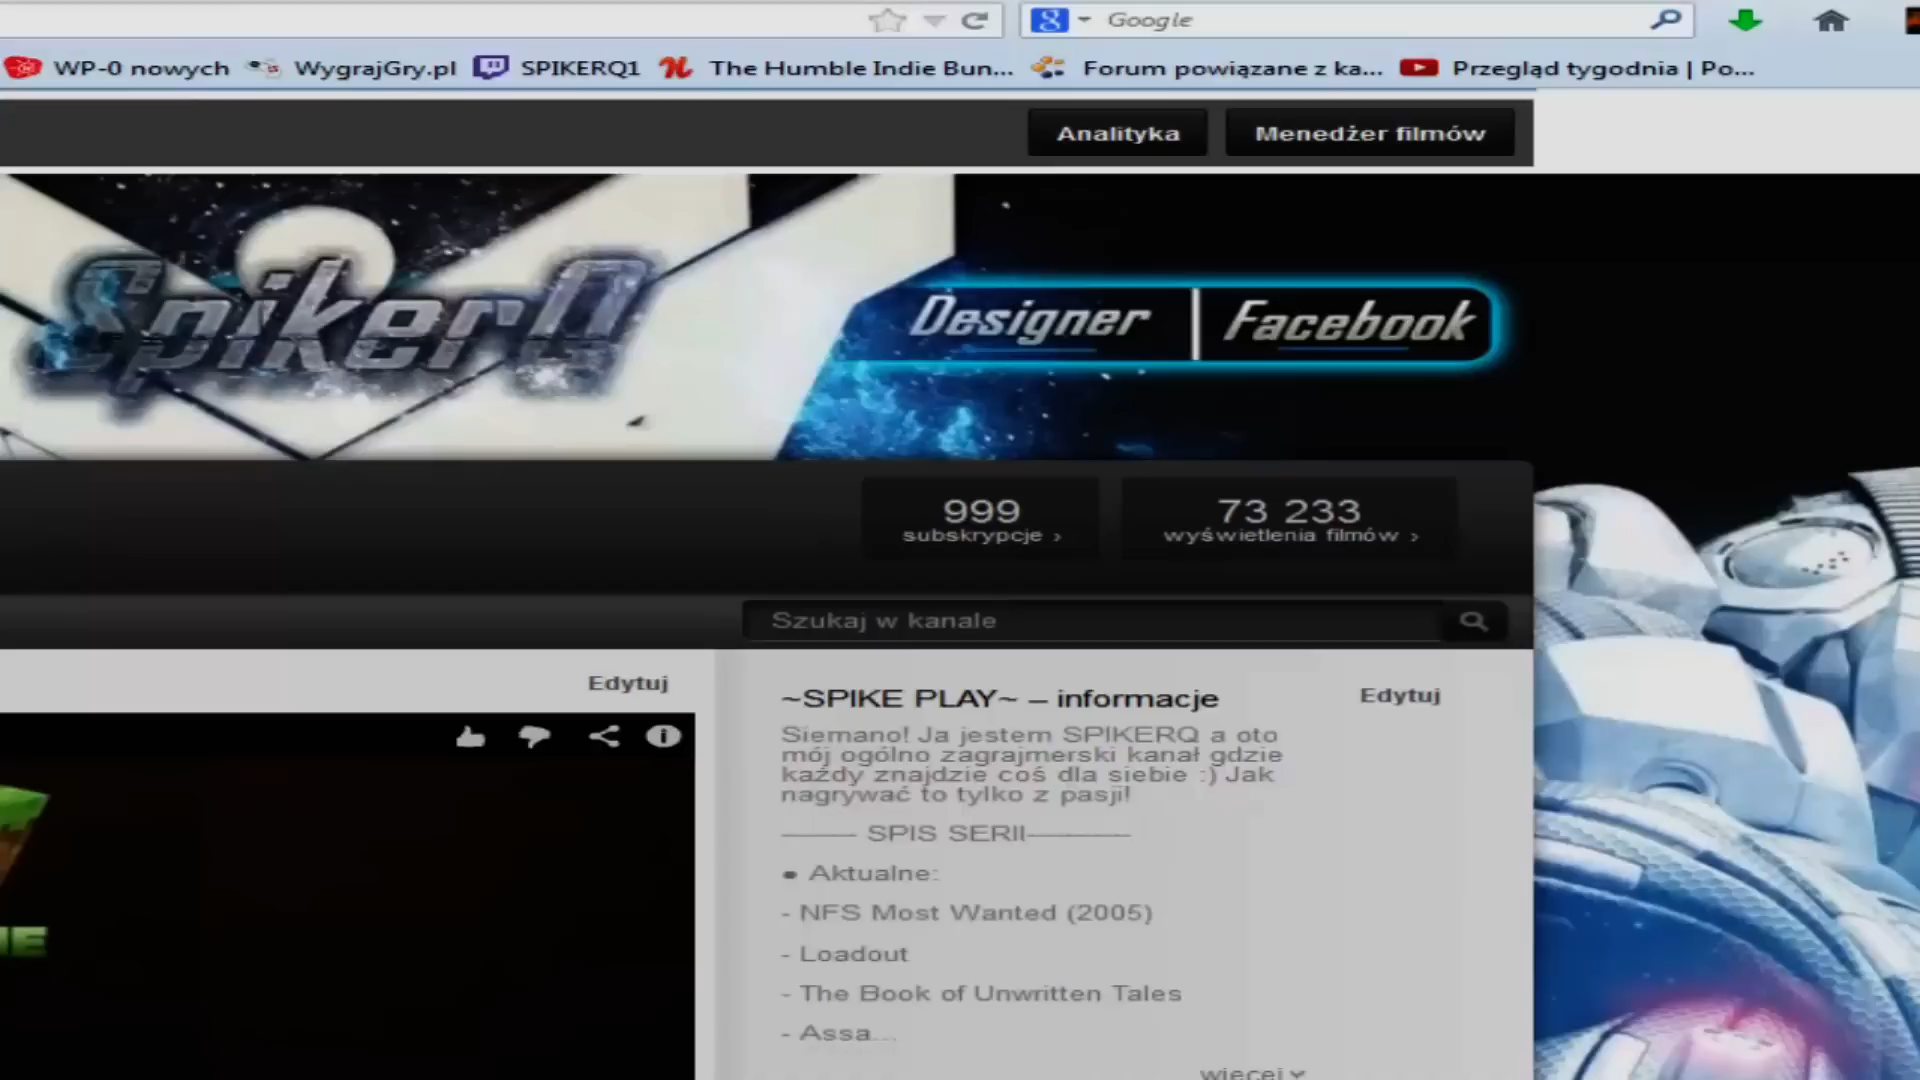 Google
WP-0 nowych
WygrajGry.pl
SPIKERQ1
The Humble Indie Bun...
Forum powiązane z ka...
Przegląd tygodnia | Po...
Analityka
Menedżer filmów
SpikerQ
Designer
Facebook
999
subskrypcje ›
73 233
wyświetlenia filmów ›
Szukaj w kanale
Edytuj
~SPIKE PLAY~ – informacje
Edytuj
Siemano! Ja jestem SPIKERQ a oto
mój ogólno zagrajmerski kanał gdzie
każdy znajdzie coś dla siebie :) Jak
nagrywać to tylko z pasji!
——— SPIS SERII————
● Aktualne:
- NFS Most Wanted (2005)
- Loadout
- The Book of Unwritten Tales
- Assa...
więcej